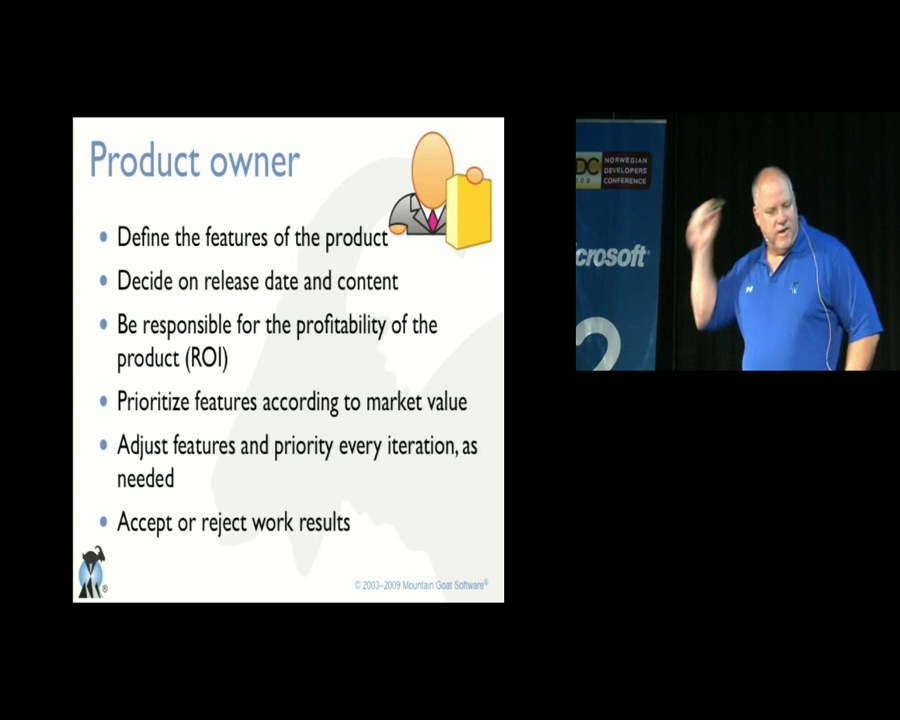 Product owner
• Define the features of the product
• Decide on release date and content
• Be responsible for the profitability of the
product (ROI)
• Prioritize features according to market value
• Adjust features and priority every iteration, as
needed
• Accept or reject work results
© 2003–2009 Mountain Goat Software®
®
DC
NORWEGIAN
DEVELOPERS
CONFERENCE
crosoft
2